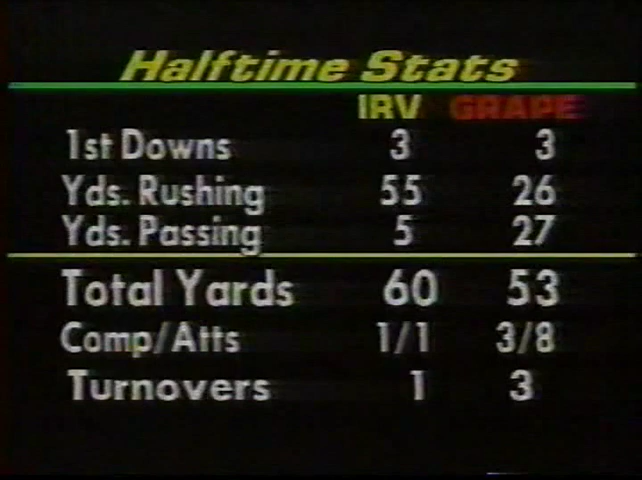 Halftime Stats
IRV GRAPE
1st Downs 3 3
Yds. Rushing 55 26
Yds. Passing 5 27
Total Yards 60 53
Comp/Atts 1/1 3/8
Turnovers 1 3